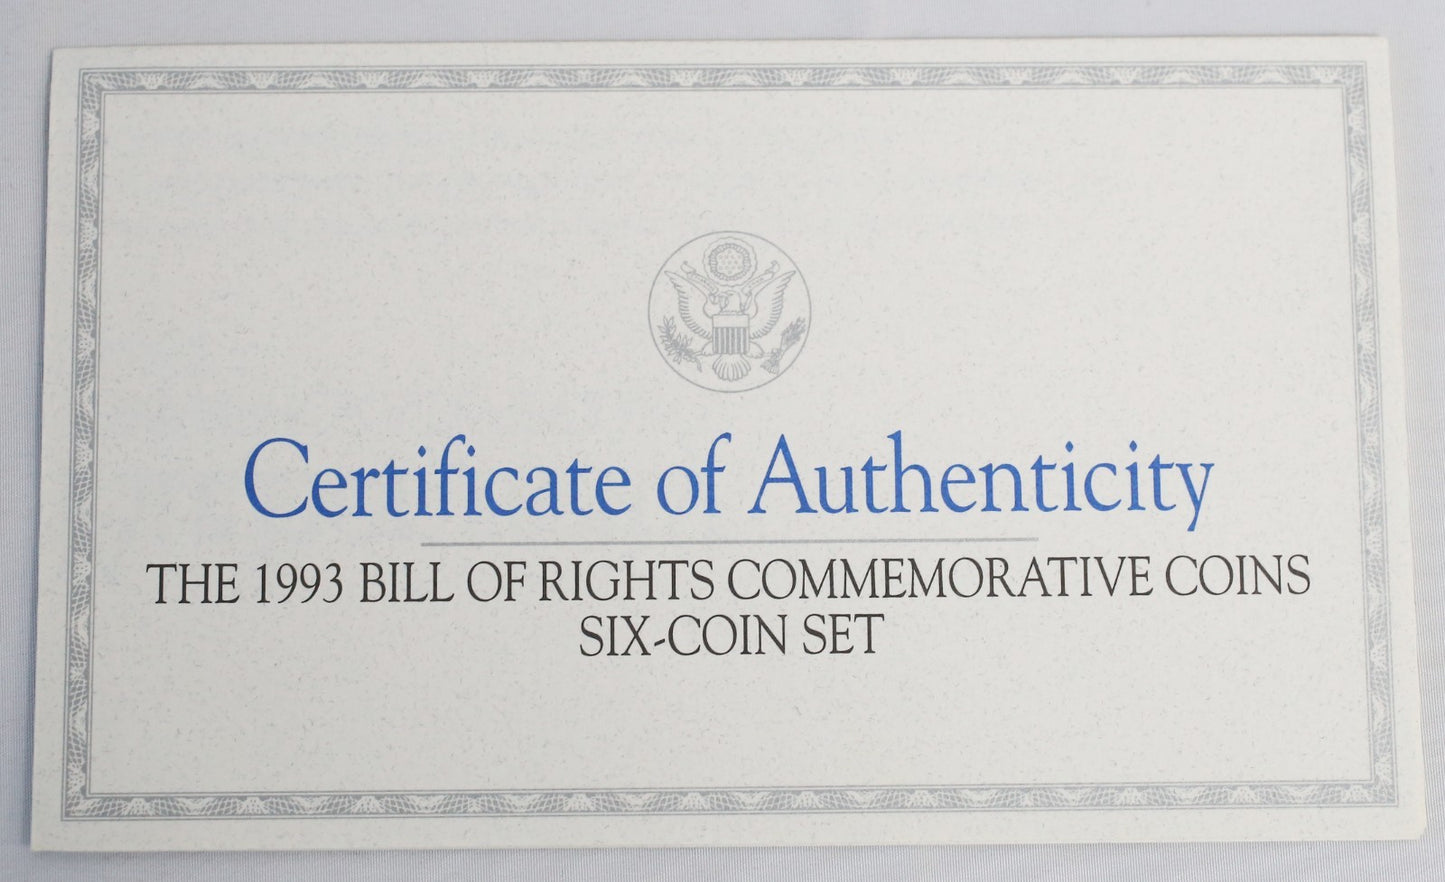 Certificate of Authenticity
THE 1993 BILL OF RIGHTS COMMEMORATIVE COINS
SIX-COIN SET